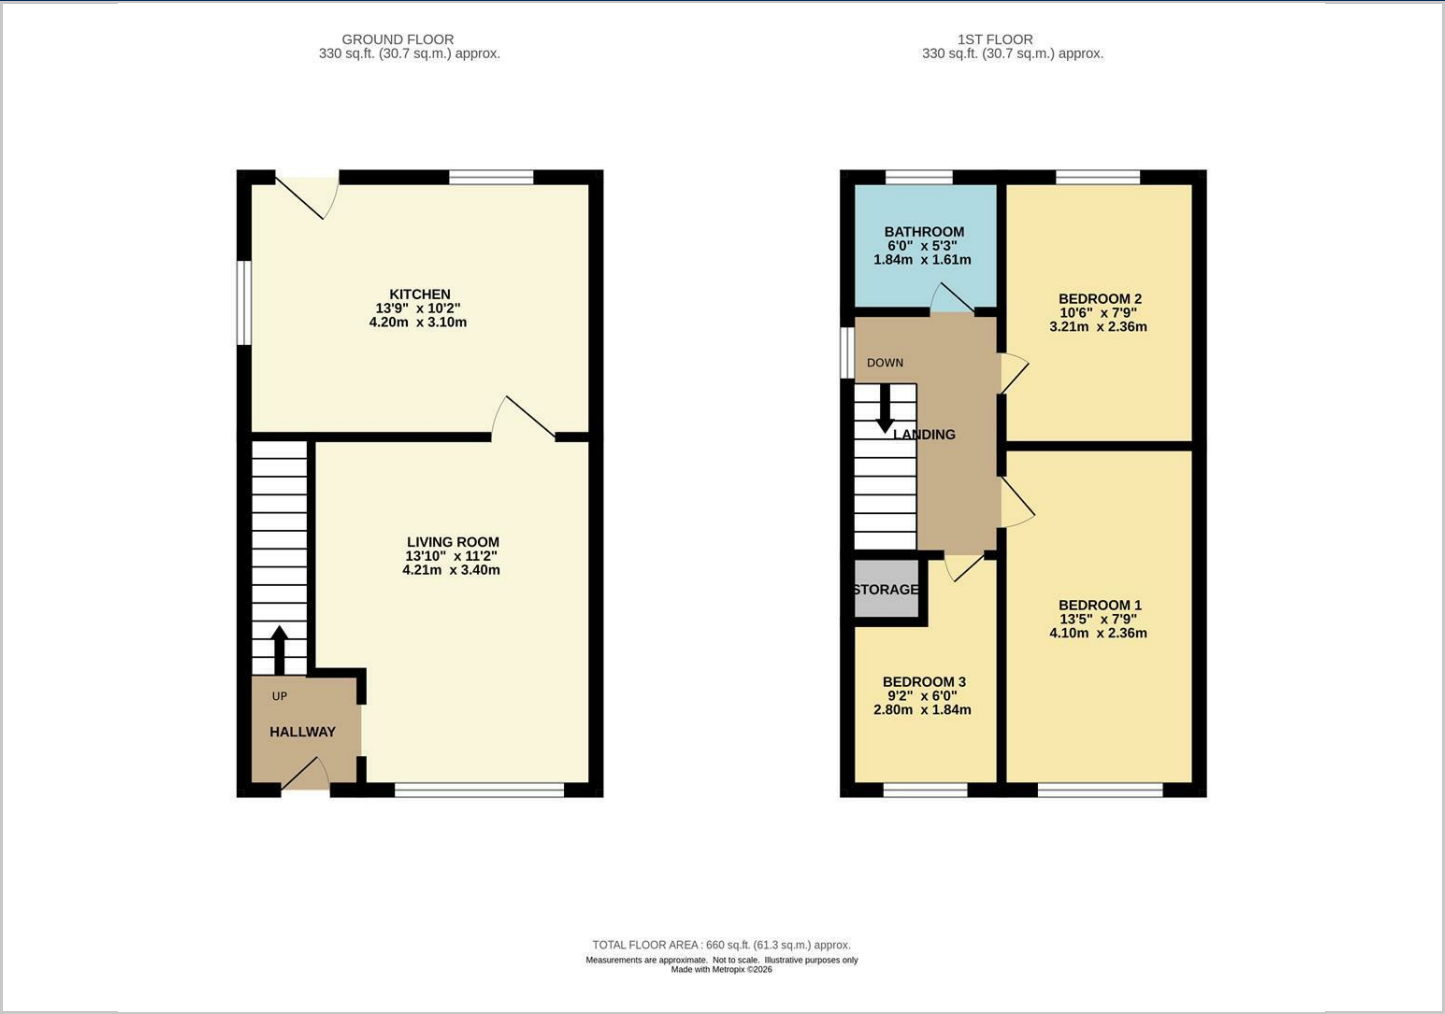 GROUND FLOOR
330 sq.ft. (30.7 sq.m.) approx.
1ST FLOOR
330 sq.ft. (30.7 sq.m.) approx.
KITCHEN
13'9" x 10'2"
4.20m x 3.10m
LIVING ROOM
13'10" x 11'2"
4.21m x 3.40m
UP
HALLWAY
BATHROOM
6'0" x 5'3"
1.84m x 1.61m
BEDROOM 2
10'6" x 7'9"
3.21m x 2.36m
DOWN
LANDING
STORAGE
BEDROOM 1
13'5" x 7'9"
4.10m x 2.36m
BEDROOM 3
9'2" x 6'0"
2.80m x 1.84m
TOTAL FLOOR AREA : 660 sq.ft. (61.3 sq.m.) approx.
Measurements are approximate. Not to scale. Illustrative purposes only
Made with Metropix ©2026